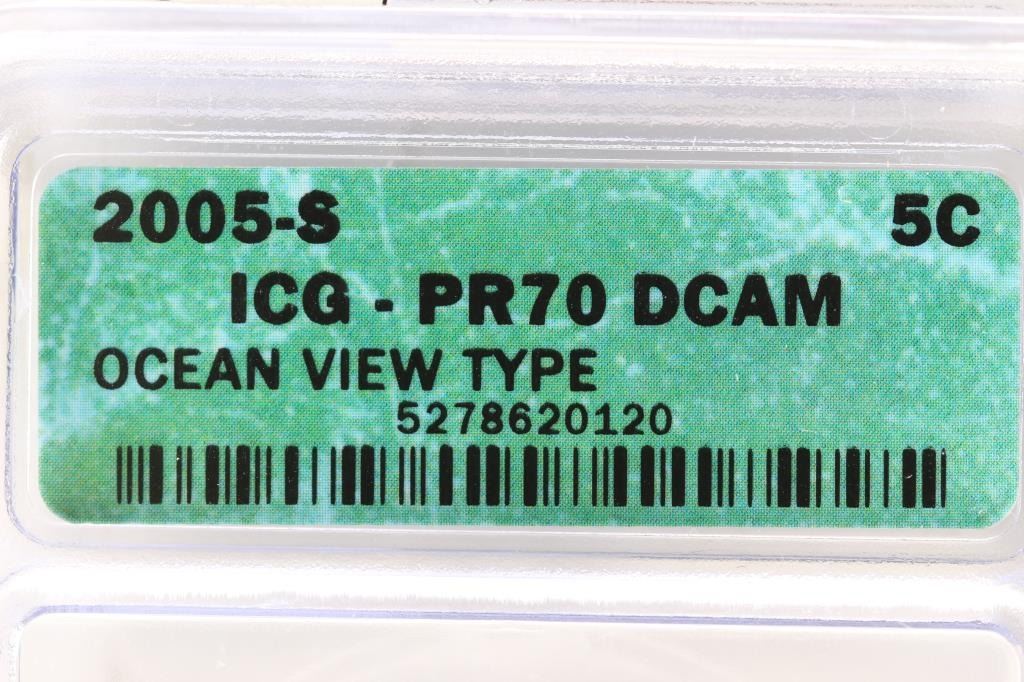 2005-S 5C
ICG - PR70 DCAM
OCEAN VIEW TYPE
5278620120